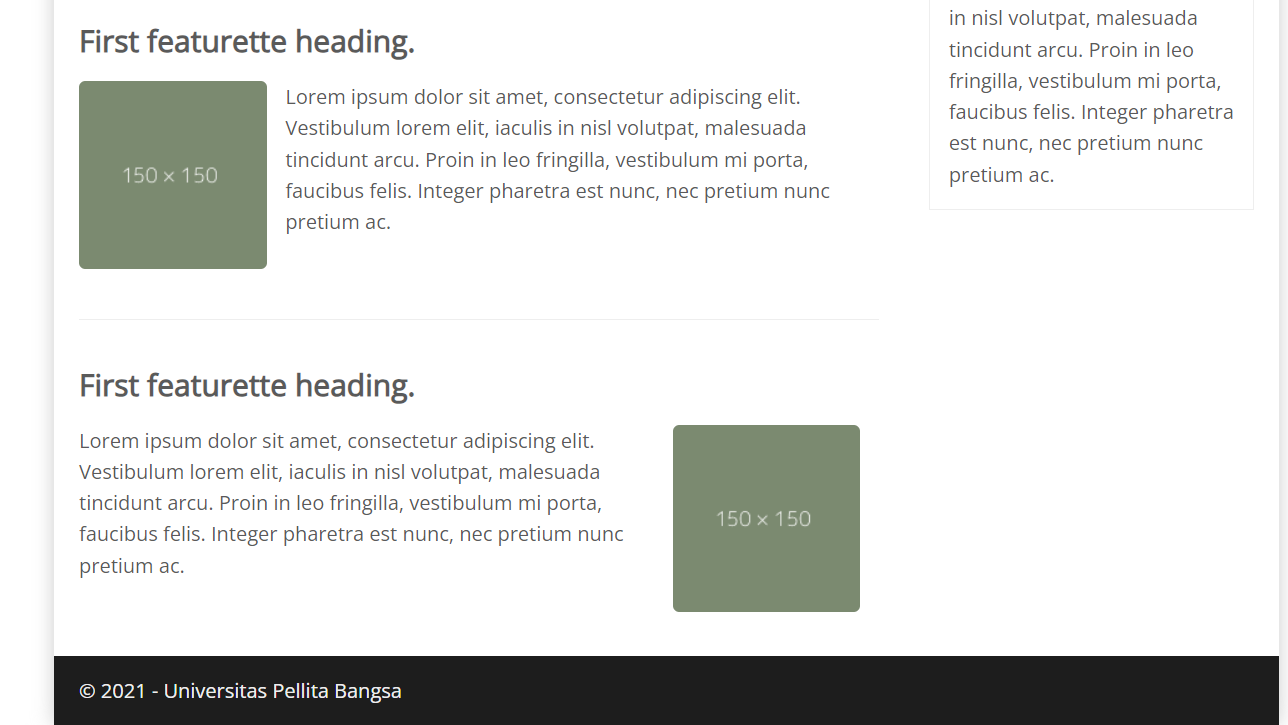 First featurette heading.
150 × 150
Lorem ipsum dolor sit amet, consectetur adipiscing elit.
Vestibulum lorem elit, iaculis in nisl volutpat, malesuada
tincidunt arcu. Proin in leo fringilla, vestibulum mi porta,
faucibus felis. Integer pharetra est nunc, nec pretium nunc
pretium ac.
First featurette heading.
Lorem ipsum dolor sit amet, consectetur adipiscing elit.
Vestibulum lorem elit, iaculis in nisl volutpat, malesuada
tincidunt arcu. Proin in leo fringilla, vestibulum mi porta,
faucibus felis. Integer pharetra est nunc, nec pretium nunc
pretium ac.
150 × 150
in nisl volutpat, malesuada
tincidunt arcu. Proin in leo
fringilla, vestibulum mi porta,
faucibus felis. Integer pharetra
est nunc, nec pretium nunc
pretium ac.
© 2021 - Universitas Pellita Bangsa